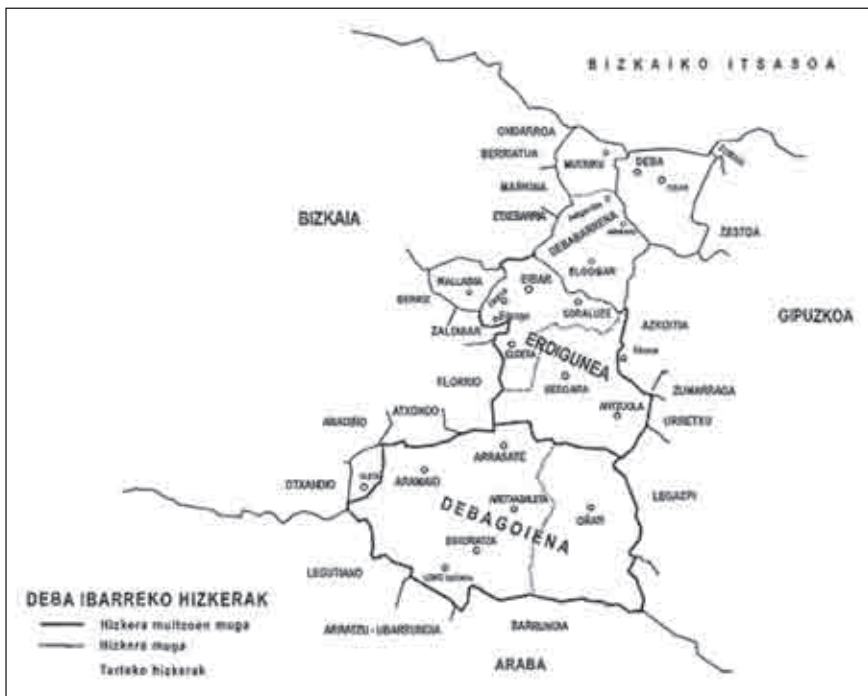 BIZKAIKO ITSASOA
ONDARROA
BERRIATUA
MUTRIKU
DEBA
MARKINA
ETXEBARRIA
DEBABARRENA
ZESTOA
BIZKAIA
ELGOIBAR
MALLABIA
EIBAR
BERRIZ
SORALUZE
GIPUZKOA
ZALDIBAR
AZKOITIA
ELGETA
ERDIGUNEA
ELORRIO
BERGARA
ZUMARRAGA
ANTZUOLA
URRETXU
ATXONDO
ABADIÑO
ARRASATE
OTXANDIO
ARAMAIO
LEGAZPI
ARETXABALETA
OÑATI
DEBAGOIENA
ESKORIATZA
LEGUTIANO
DEBA IBARREKO HIZKERAK
Hizkera multzoen muga
Hizkera muga
Tarteko hizkerak
ARRATZU-UBARRUNDIA
BARRUNDIA
ARABA